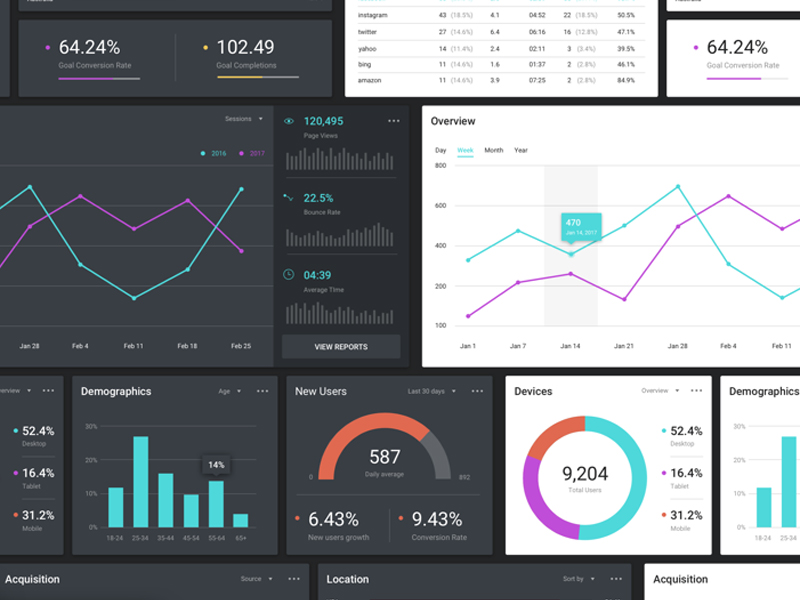 instagram 43 (18.5%) 4.1 04:52 22 (18.5%) 50.5%
twitter 27 (14.6%) 6.4 06:16 16 (12.8%) 47.1%
yahoo 14 (11.4%) 2.4 02:11 3 (3.4%) 39.5%
bing 11 (14.6%) 1.6 01:37 2 (2.8%) 46.1%
amazon 11 (14.6%) 3.9 07:25 2 (2.8%) 84.9%
64.24%
Goal Conversion Rate
102.49
Goal Completions
64.24%
Goal Conversion Rate
Sessions
2016 2017
Jan 28 Feb 4 Feb 11 Feb 18 Feb 25
120,495
Page Views
22.5%
Bounce Rate
04:39
Average Time
VIEW REPORTS
Overview
Day Week Month Year
800
600
400
200
100
470
Jan 14, 2017
Jan 1 Jan 7 Jan 14 Jan 21 Jan 28 Feb 4 Feb 11
52.4%
Desktop
16.4%
Tablet
31.2%
Mobile
Demographics
Age
30%
20%
10%
0%
14%
18-24 25-34 35-44 45-54 55-64 65+
New Users
Last 30 days
587
Daily average
0 892
6.43%
New users growth
9.43%
Conversion Rate
Devices
Overview
9,204
Total Users
52.4%
Desktop
16.4%
Tablet
31.2%
Mobile
Demographics
30%
20%
10%
0%
18-24 25-34
Acquisition
Source
Location
Sort by
Acquisition